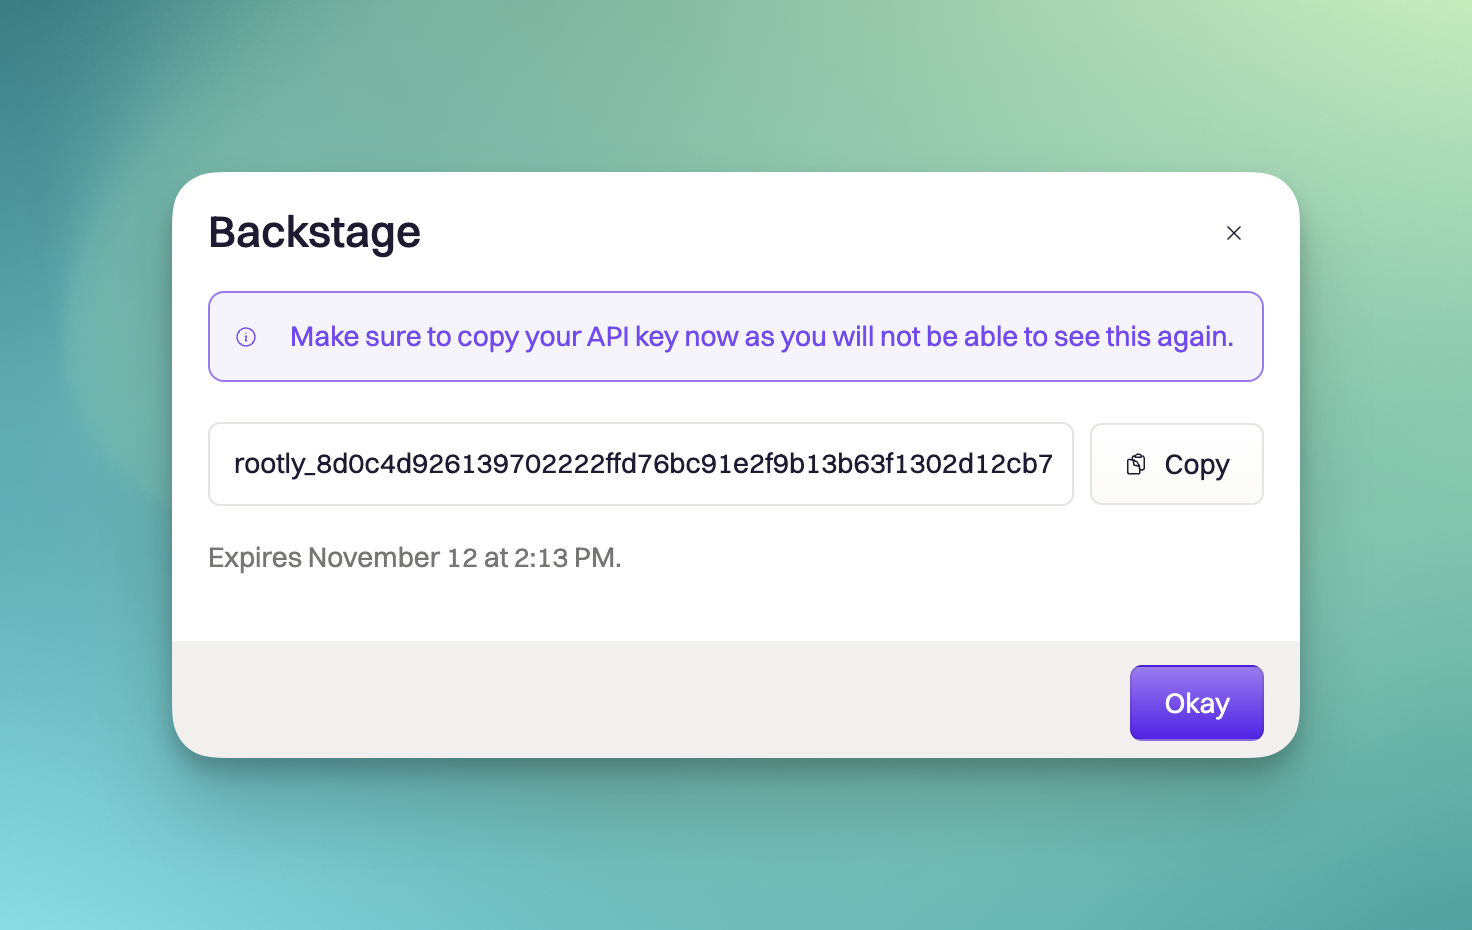 Backstage
Make sure to copy your API key now as you will not be able to see this again.
rootly_8d0c4d926139702222ffd76bc91e2f9b13b63f1302d12cb7
Copy
Expires November 12 at 2:13 PM.
Okay